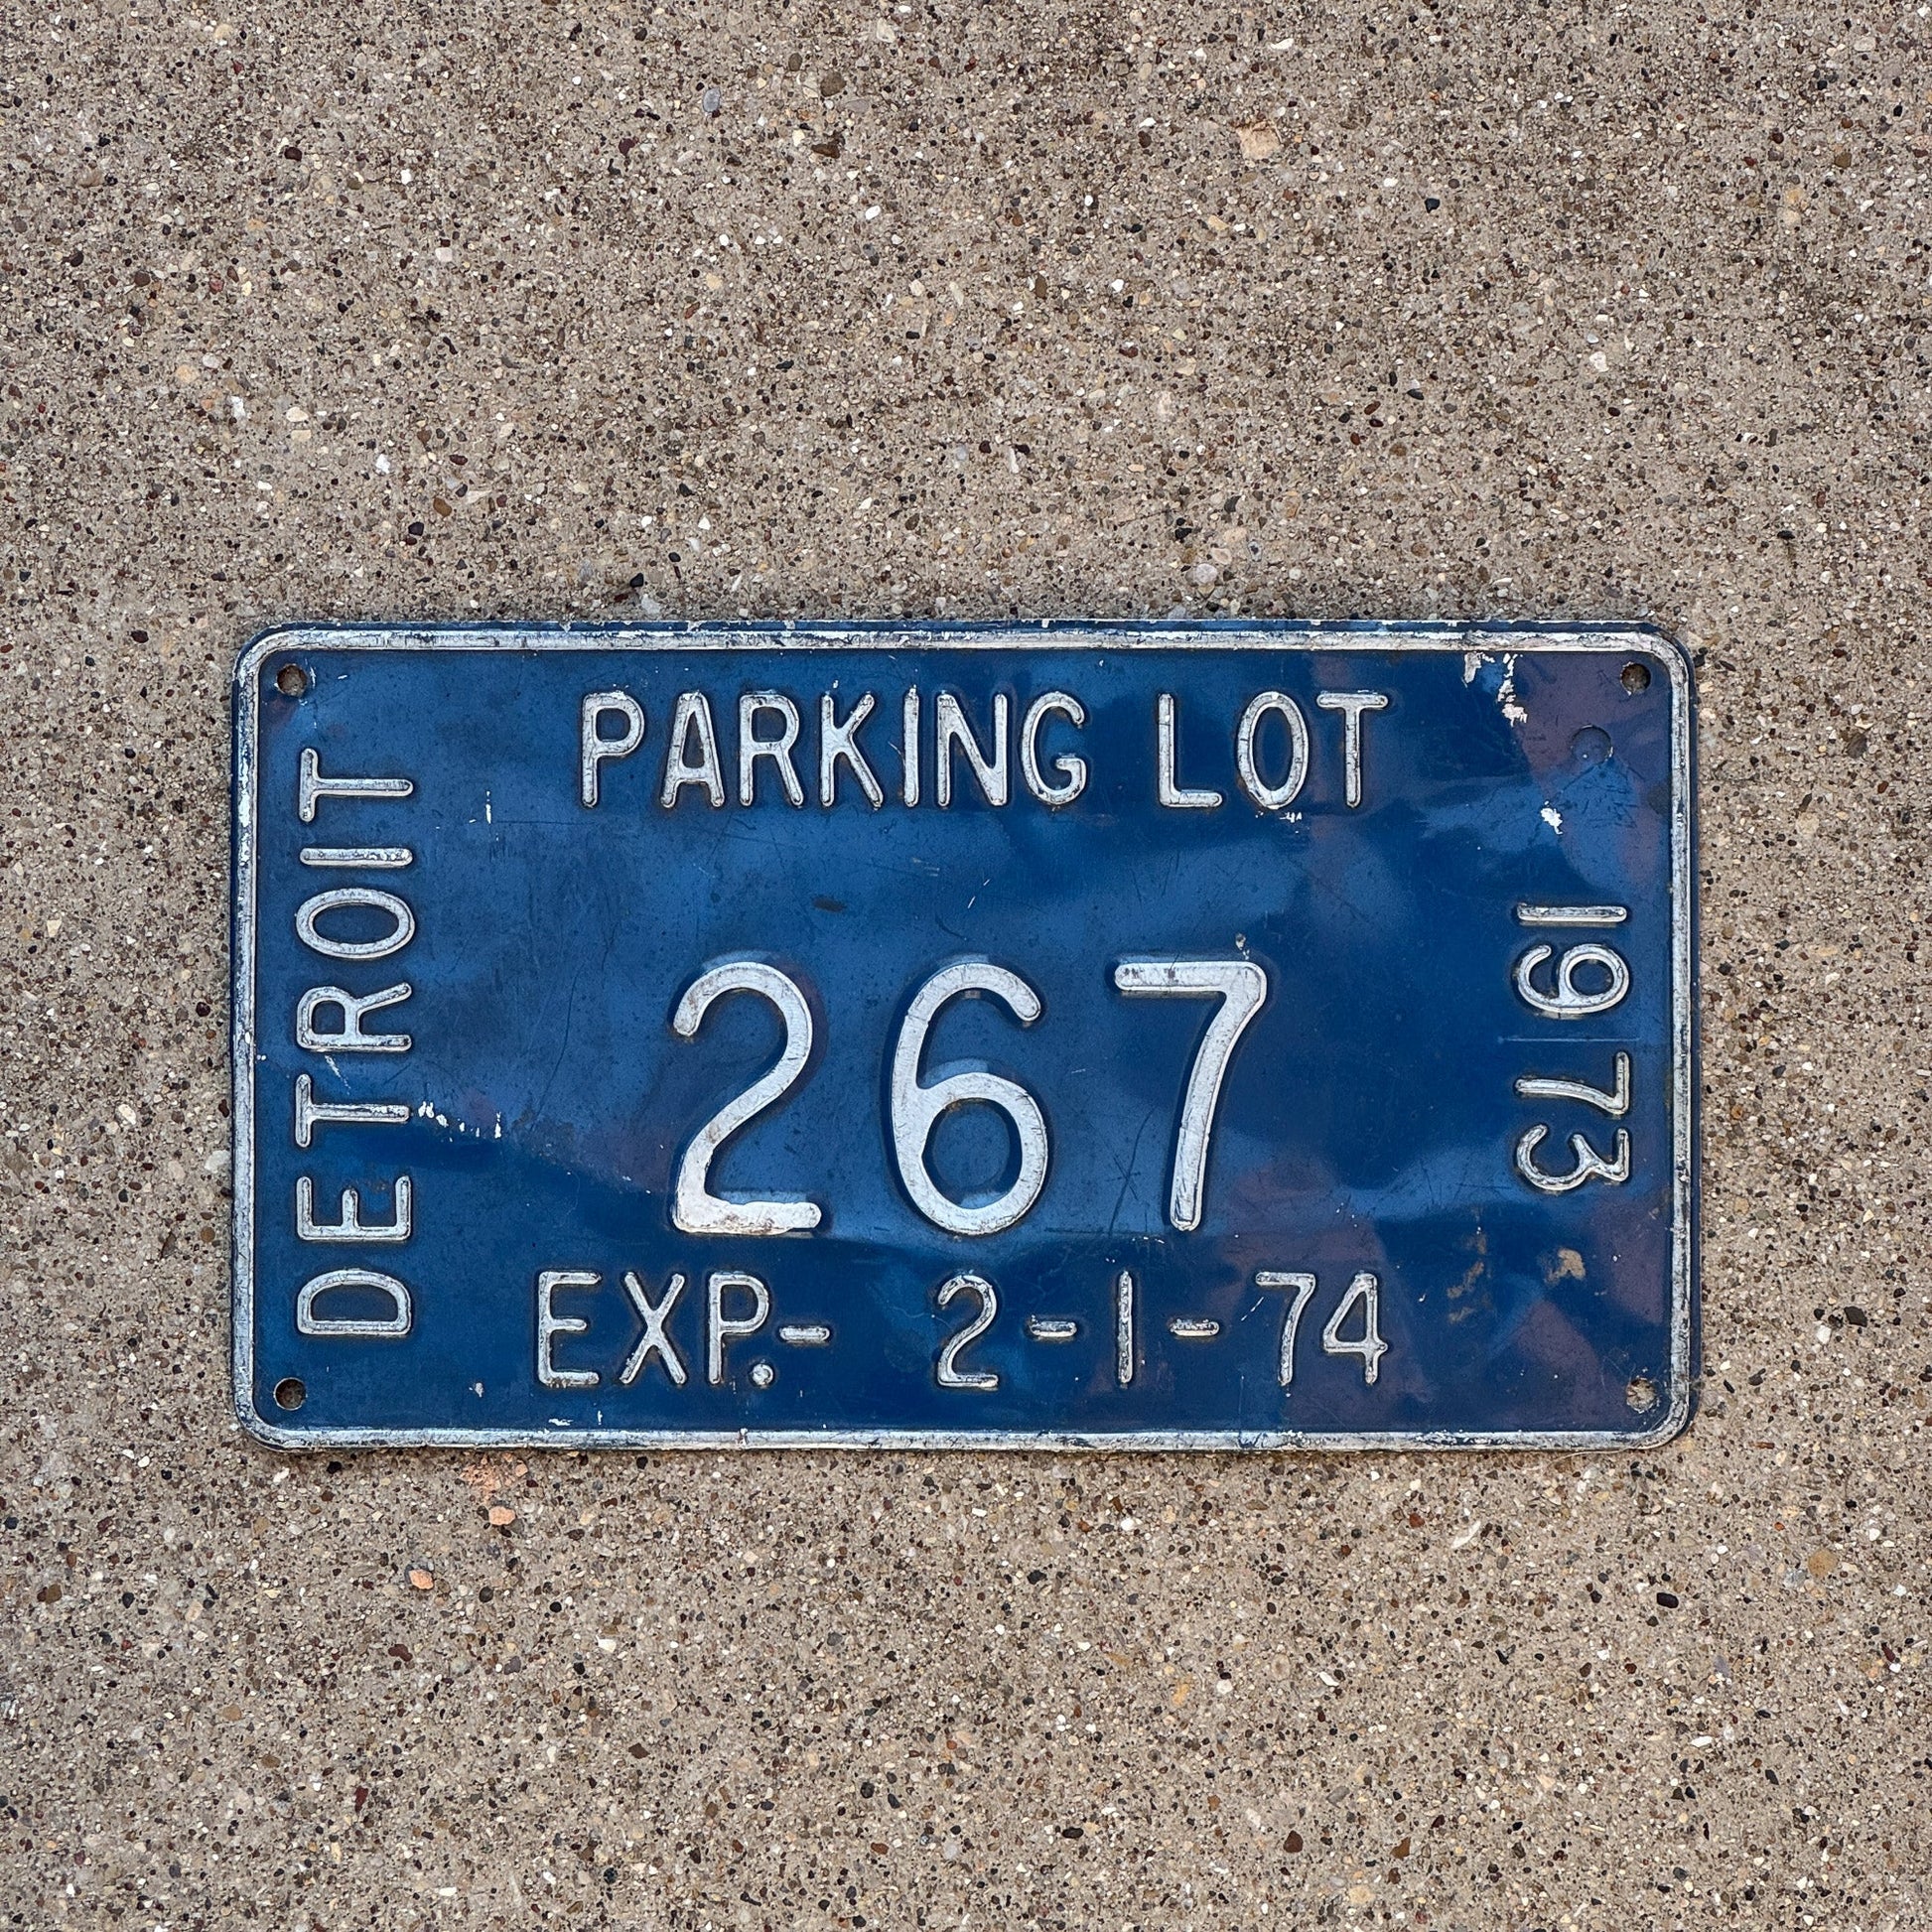 PARKING LOT
DETROIT
267
1973
EXP.- 2-1-74